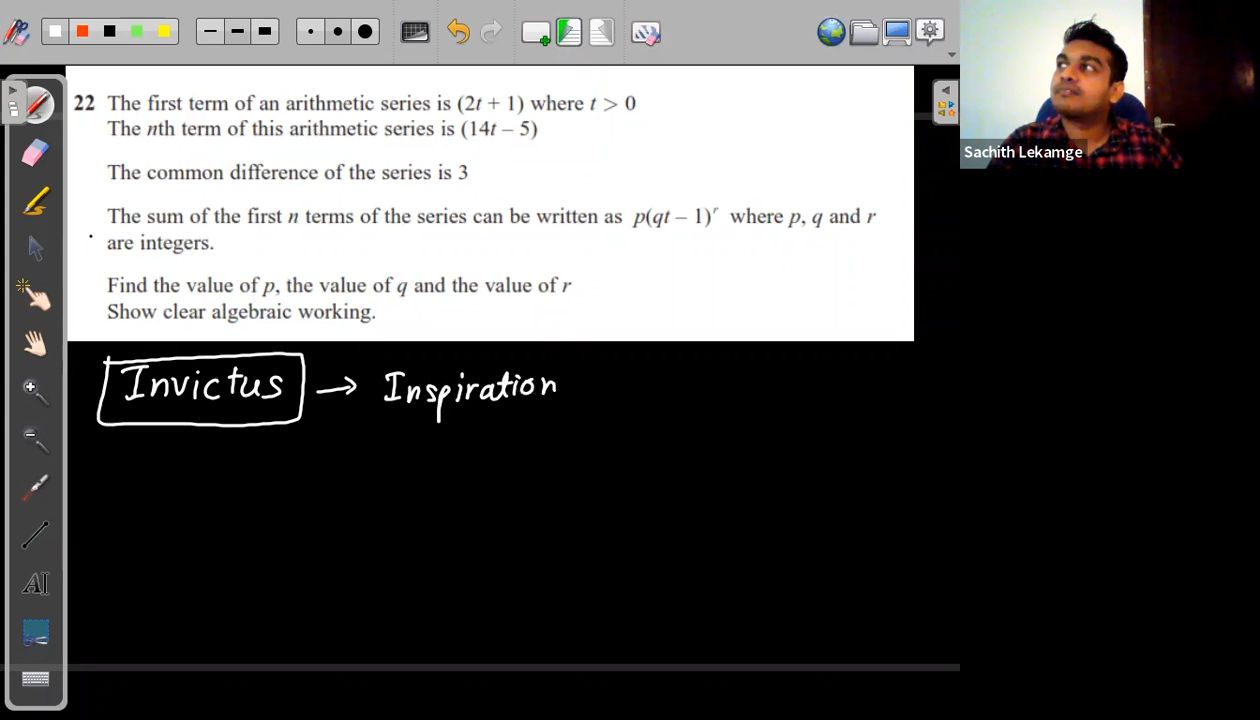 22 The first term of an arithmetic series is (2t + 1) where t > 0
The nth term of this arithmetic series is (14t – 5)
The common difference of the series is 3
The sum of the first n terms of the series can be written as p(qt – 1)ʳ where p, q and r
are integers.
Find the value of p, the value of q and the value of r
Show clear algebraic working.
Invictus → Inspiration
Sachith Lekamge
AI